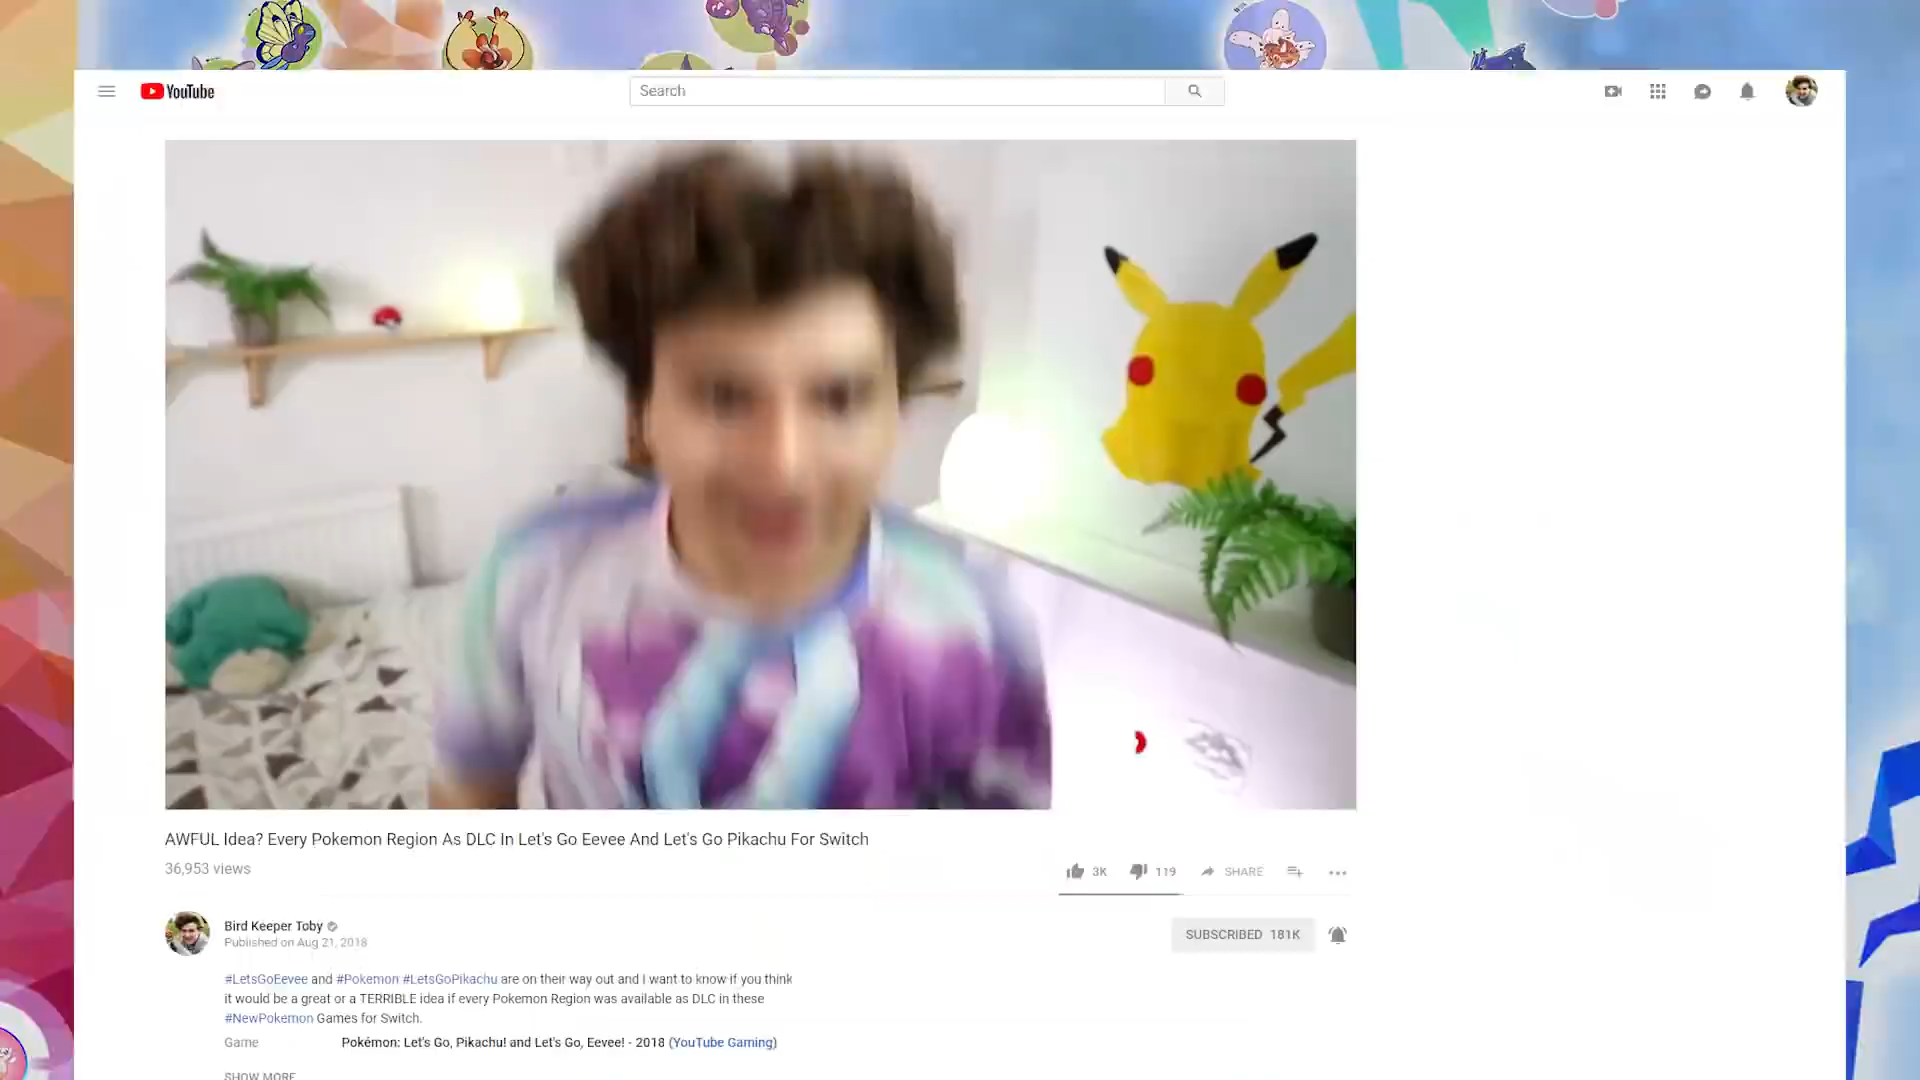 YouTube
Search
AWFUL Idea? Every Pokemon Region As DLC In Let's Go Eevee And Let's Go Pikachu For Switch
36,953 views
3K
119
SHARE
Bird Keeper Toby
Published on Aug 21, 2018
SUBSCRIBED 181K
#LetsGoEevee and #Pokemon #LetsGoPikachu are on their way out and I want to know if you think
it would be a great or a TERRIBLE idea if every Pokemon Region was available as DLC in these
#NewPokemon Games for Switch.
Game
Pokémon: Let's Go, Pikachu! and Let's Go, Eevee! - 2018 (YouTube Gaming)
SHOW MORE